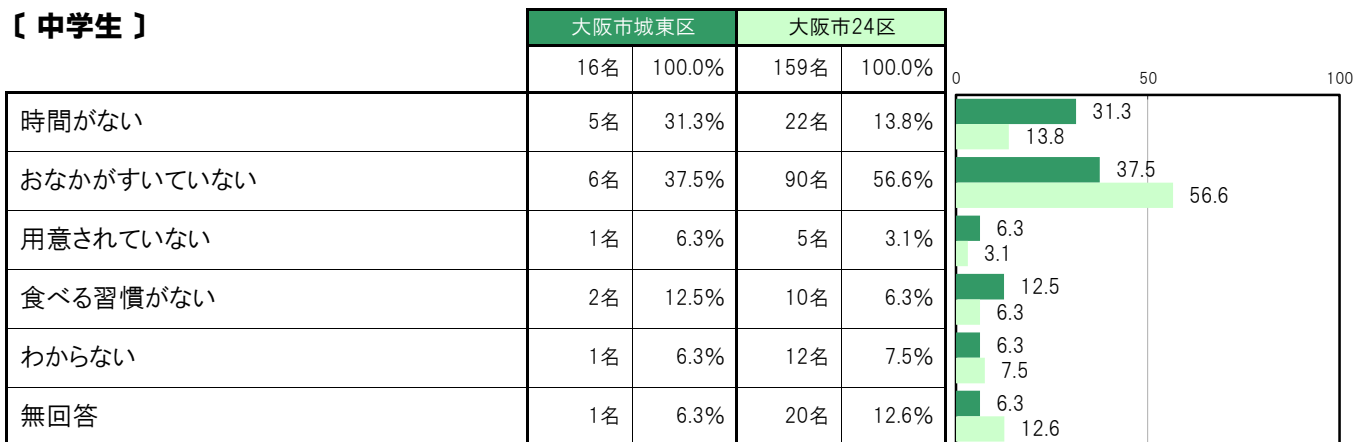 〔 中学生 〕
大阪市城東区 大阪市24区
16名 100.0% 159名 100.0%
0 50 100
時間がない 5名 31.3% 22名 13.8% 31.3
13.8
おなかがすいていない 6名 37.5% 90名 56.6% 37.5
56.6
用意されていない 1名 6.3% 5名 3.1% 6.3
3.1
食べる習慣がない 2名 12.5% 10名 6.3% 12.5
6.3
わからない 1名 6.3% 12名 7.5% 6.3
7.5
無回答 1名 6.3% 20名 12.6% 6.3
12.6